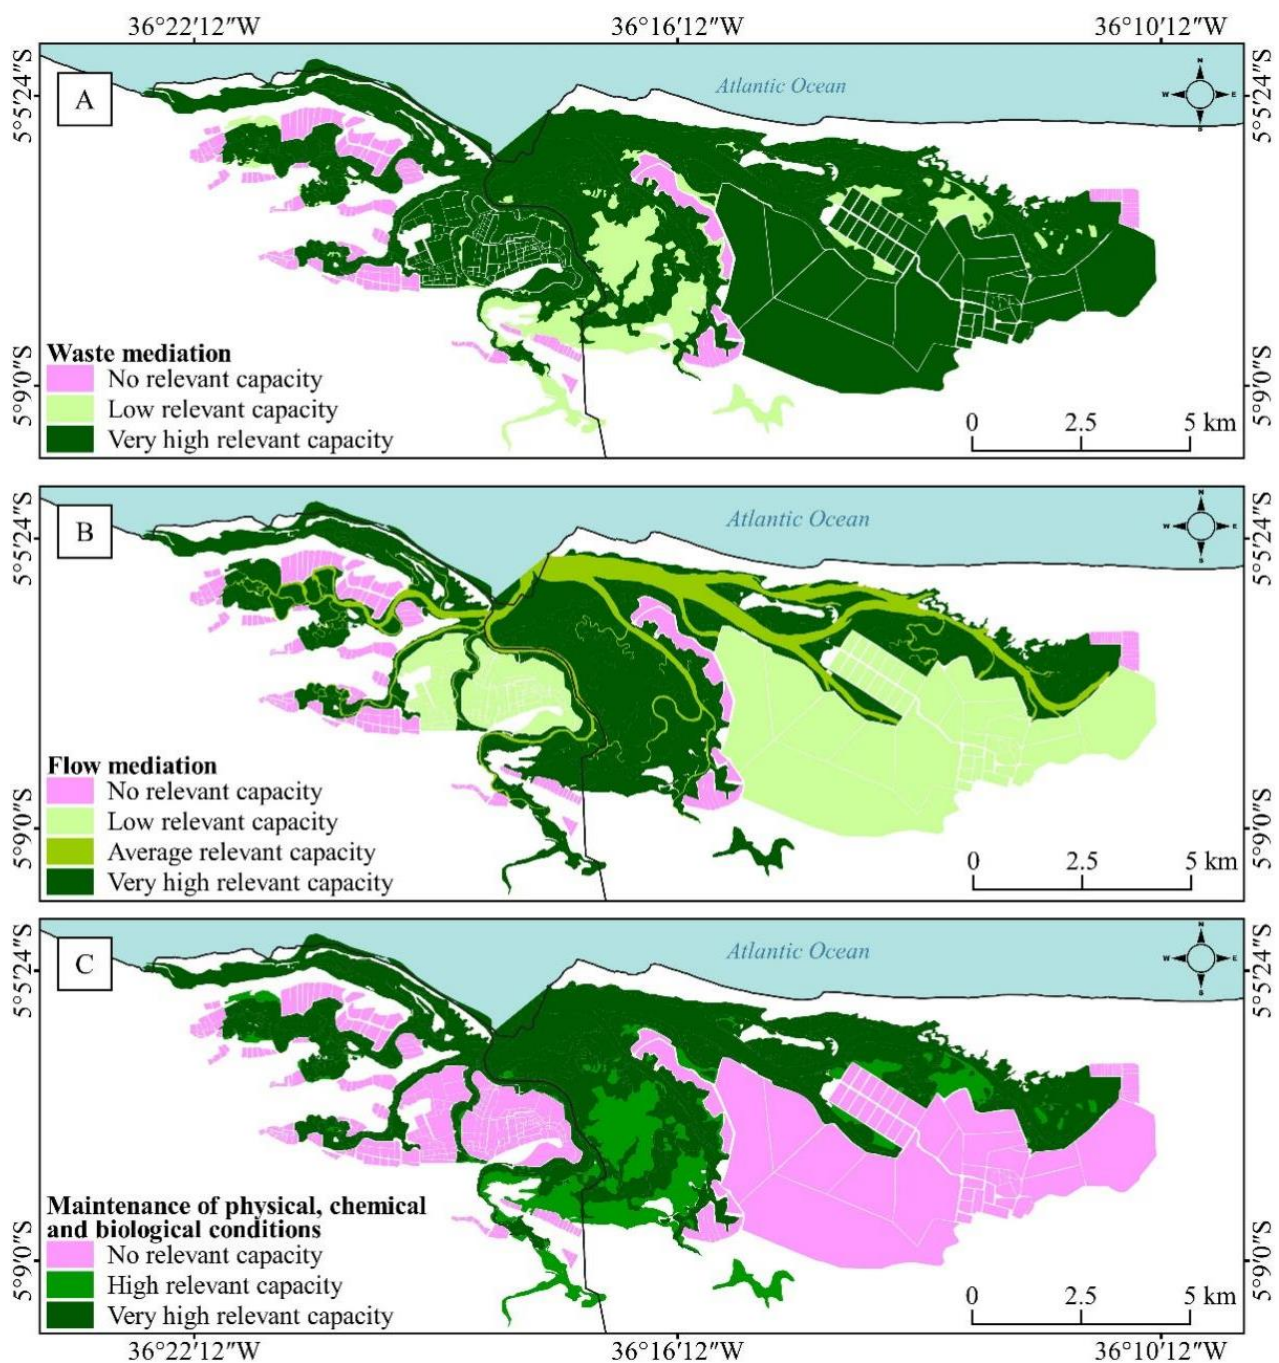 36°22'12"W 36°16'12"W 36°10'12"W
5°5'24"S 5°5'24"S
A
Atlantic Ocean
N
W E
S
Waste mediation
No relevant capacity
Low relevant capacity
Very high relevant capacity
5°9'0"S 5°9'0"S
0 2.5 5 km
5°5'24"S 5°5'24"S
B
Atlantic Ocean
N
W E
S
Flow mediation
No relevant capacity
Low relevant capacity
Average relevant capacity
Very high relevant capacity
5°9'0"S 5°9'0"S
0 2.5 5 km
5°5'24"S 5°5'24"S
C
Atlantic Ocean
N
W E
S
Maintenance of physical, chemical
and biological conditions
No relevant capacity
High relevant capacity
Very high relevant capacity
5°9'0"S 5°9'0"S
0 2.5 5 km
36°22'12"W 36°16'12"W 36°10'12"W